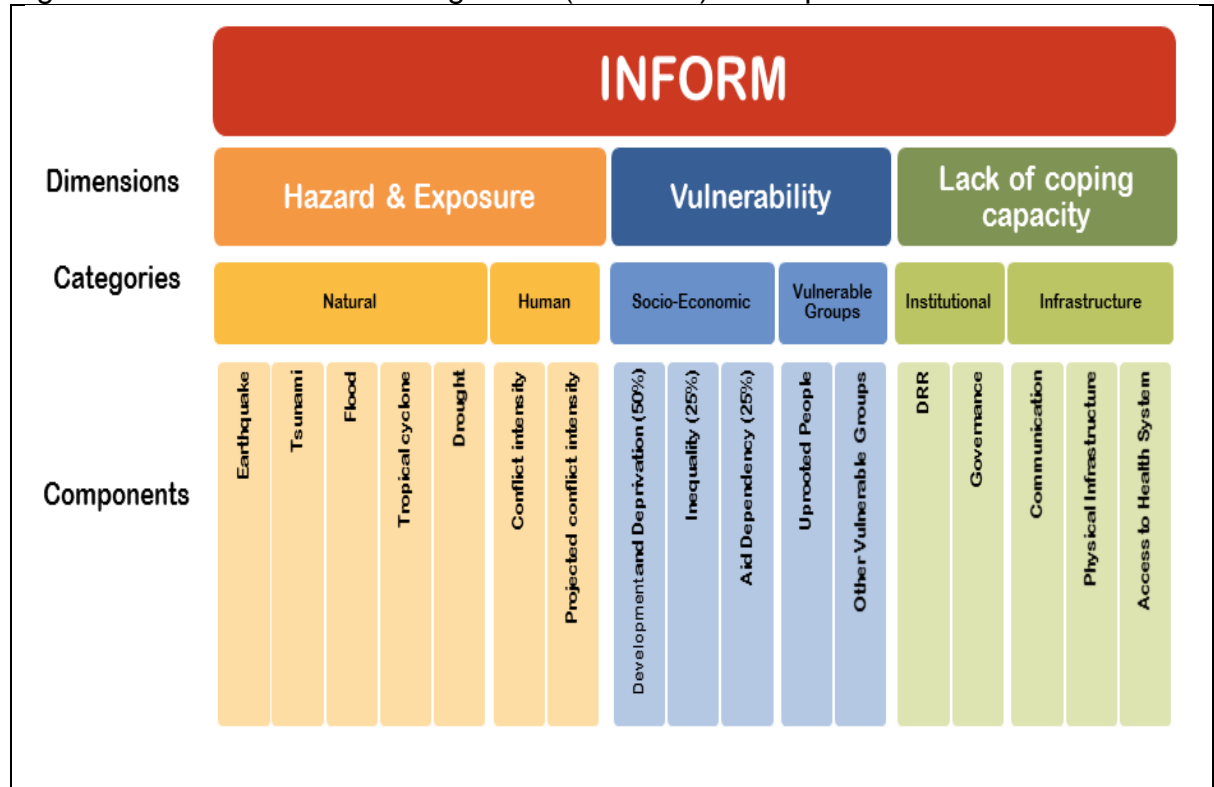 INFORM
Dimensions
Hazard & Exposure
Vulnerability
Lack of coping
capacity
Categories
Natural
Human
Socio-Economic
Vulnerable
Groups
Institutional
Infrastructure
Components
Earthquake
Tsunami
Flood
Tropical cyclone
Drought
Conflict intensity
Projected conflict intensity
Development and Deprivation (50%)
Inequality (25%)
Aid Dependency (25%)
Uprooted People
Other Vulnerable Groups
DRR
Governance
Communication
Physical Infrastructure
Access to Health System